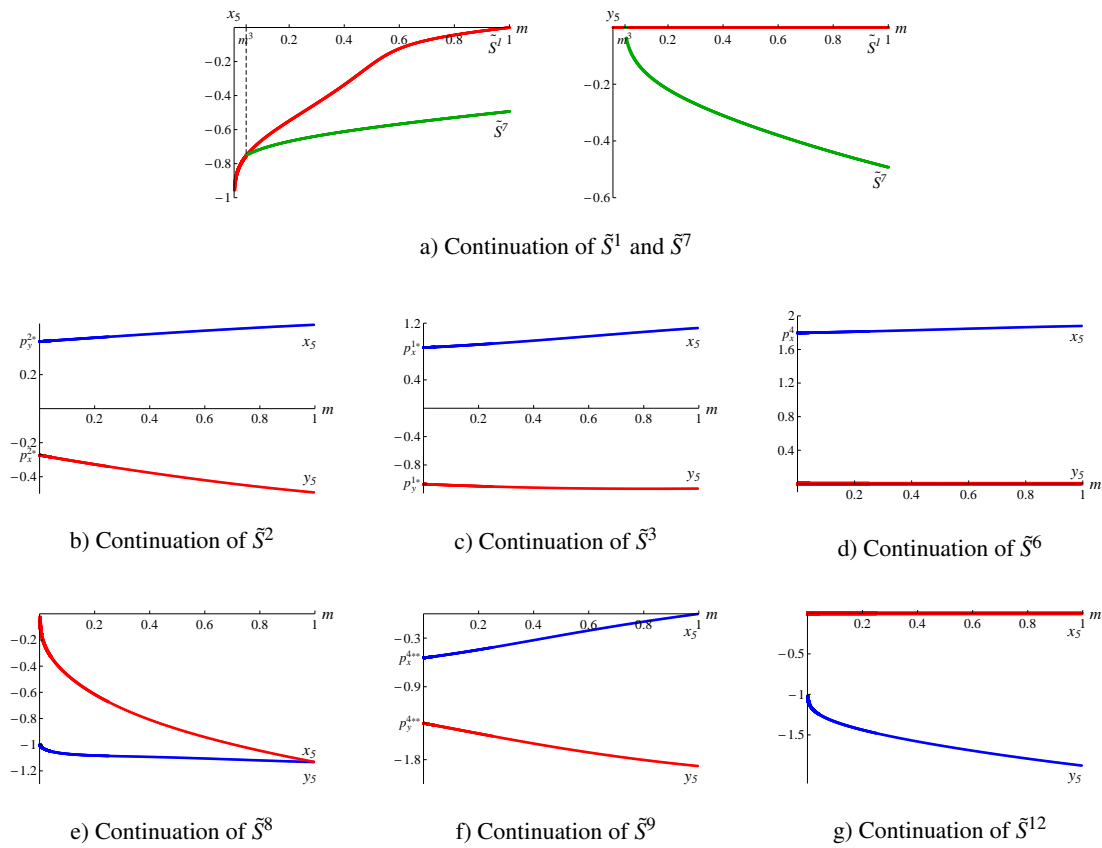 x₅ y₅
m³ 0.2 0.4 0.6 0.8 1 m
S̃¹
−0.2
−0.4
−0.6
−0.8
−1
S̃⁷
m³ 0.2 0.4 0.6 0.8 1 m
S̃¹
−0.2
−0.4
−0.6
S̃⁷
a) Continuation of S̃¹ and S̃⁷
p_y^{2*}
x₅
0.2
0.2 0.4 0.6 0.8 1 m
−0.2
p_x^{2*}
−0.4
y₅
1.2
p_x^{1*}
x₅
0.4
0.2 0.4 0.6 0.8 1 m
−0.4
−0.8
p_y^{1*}
y₅
2
p_x^4
x₅
1.6
1.2
0.8
0.4
y₅
0.2 0.4 0.6 0.8 1 m
b) Continuation of S̃²
c) Continuation of S̃³
d) Continuation of S̃⁶
0.2 0.4 0.6 0.8 1 m
−0.2
−0.4
−0.6
−0.8
−1
−1.2
x₅
y₅
0.2 0.4 0.6 0.8 1 m
x₅
−0.3
p_x^{4**}
−0.9
p_y^{4**}
−1.8
y₅
0.2 0.4 0.6 0.8 1 m
x₅
−0.5
−1
−1.5
y₅
e) Continuation of S̃⁸
f) Continuation of S̃⁹
g) Continuation of S̃¹²